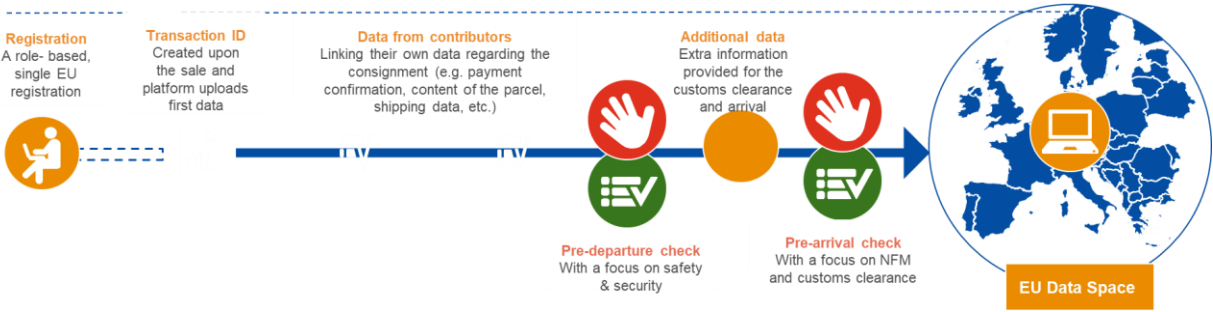 Registration
A role- based,
single EU
registration
Transaction ID
Created upon
the sale and
platform uploads
first data
Data from contributors
Linking their own data regarding the
consignment (e.g. payment
confirmation, content of the parcel,
shipping data, etc.)
Additional data
Extra information
provided for the
customs clearance
and arrival
Pre-departure check
With a focus on safety
& security
Pre-arrival check
With a focus on NFM
and customs clearance
EU Data Space